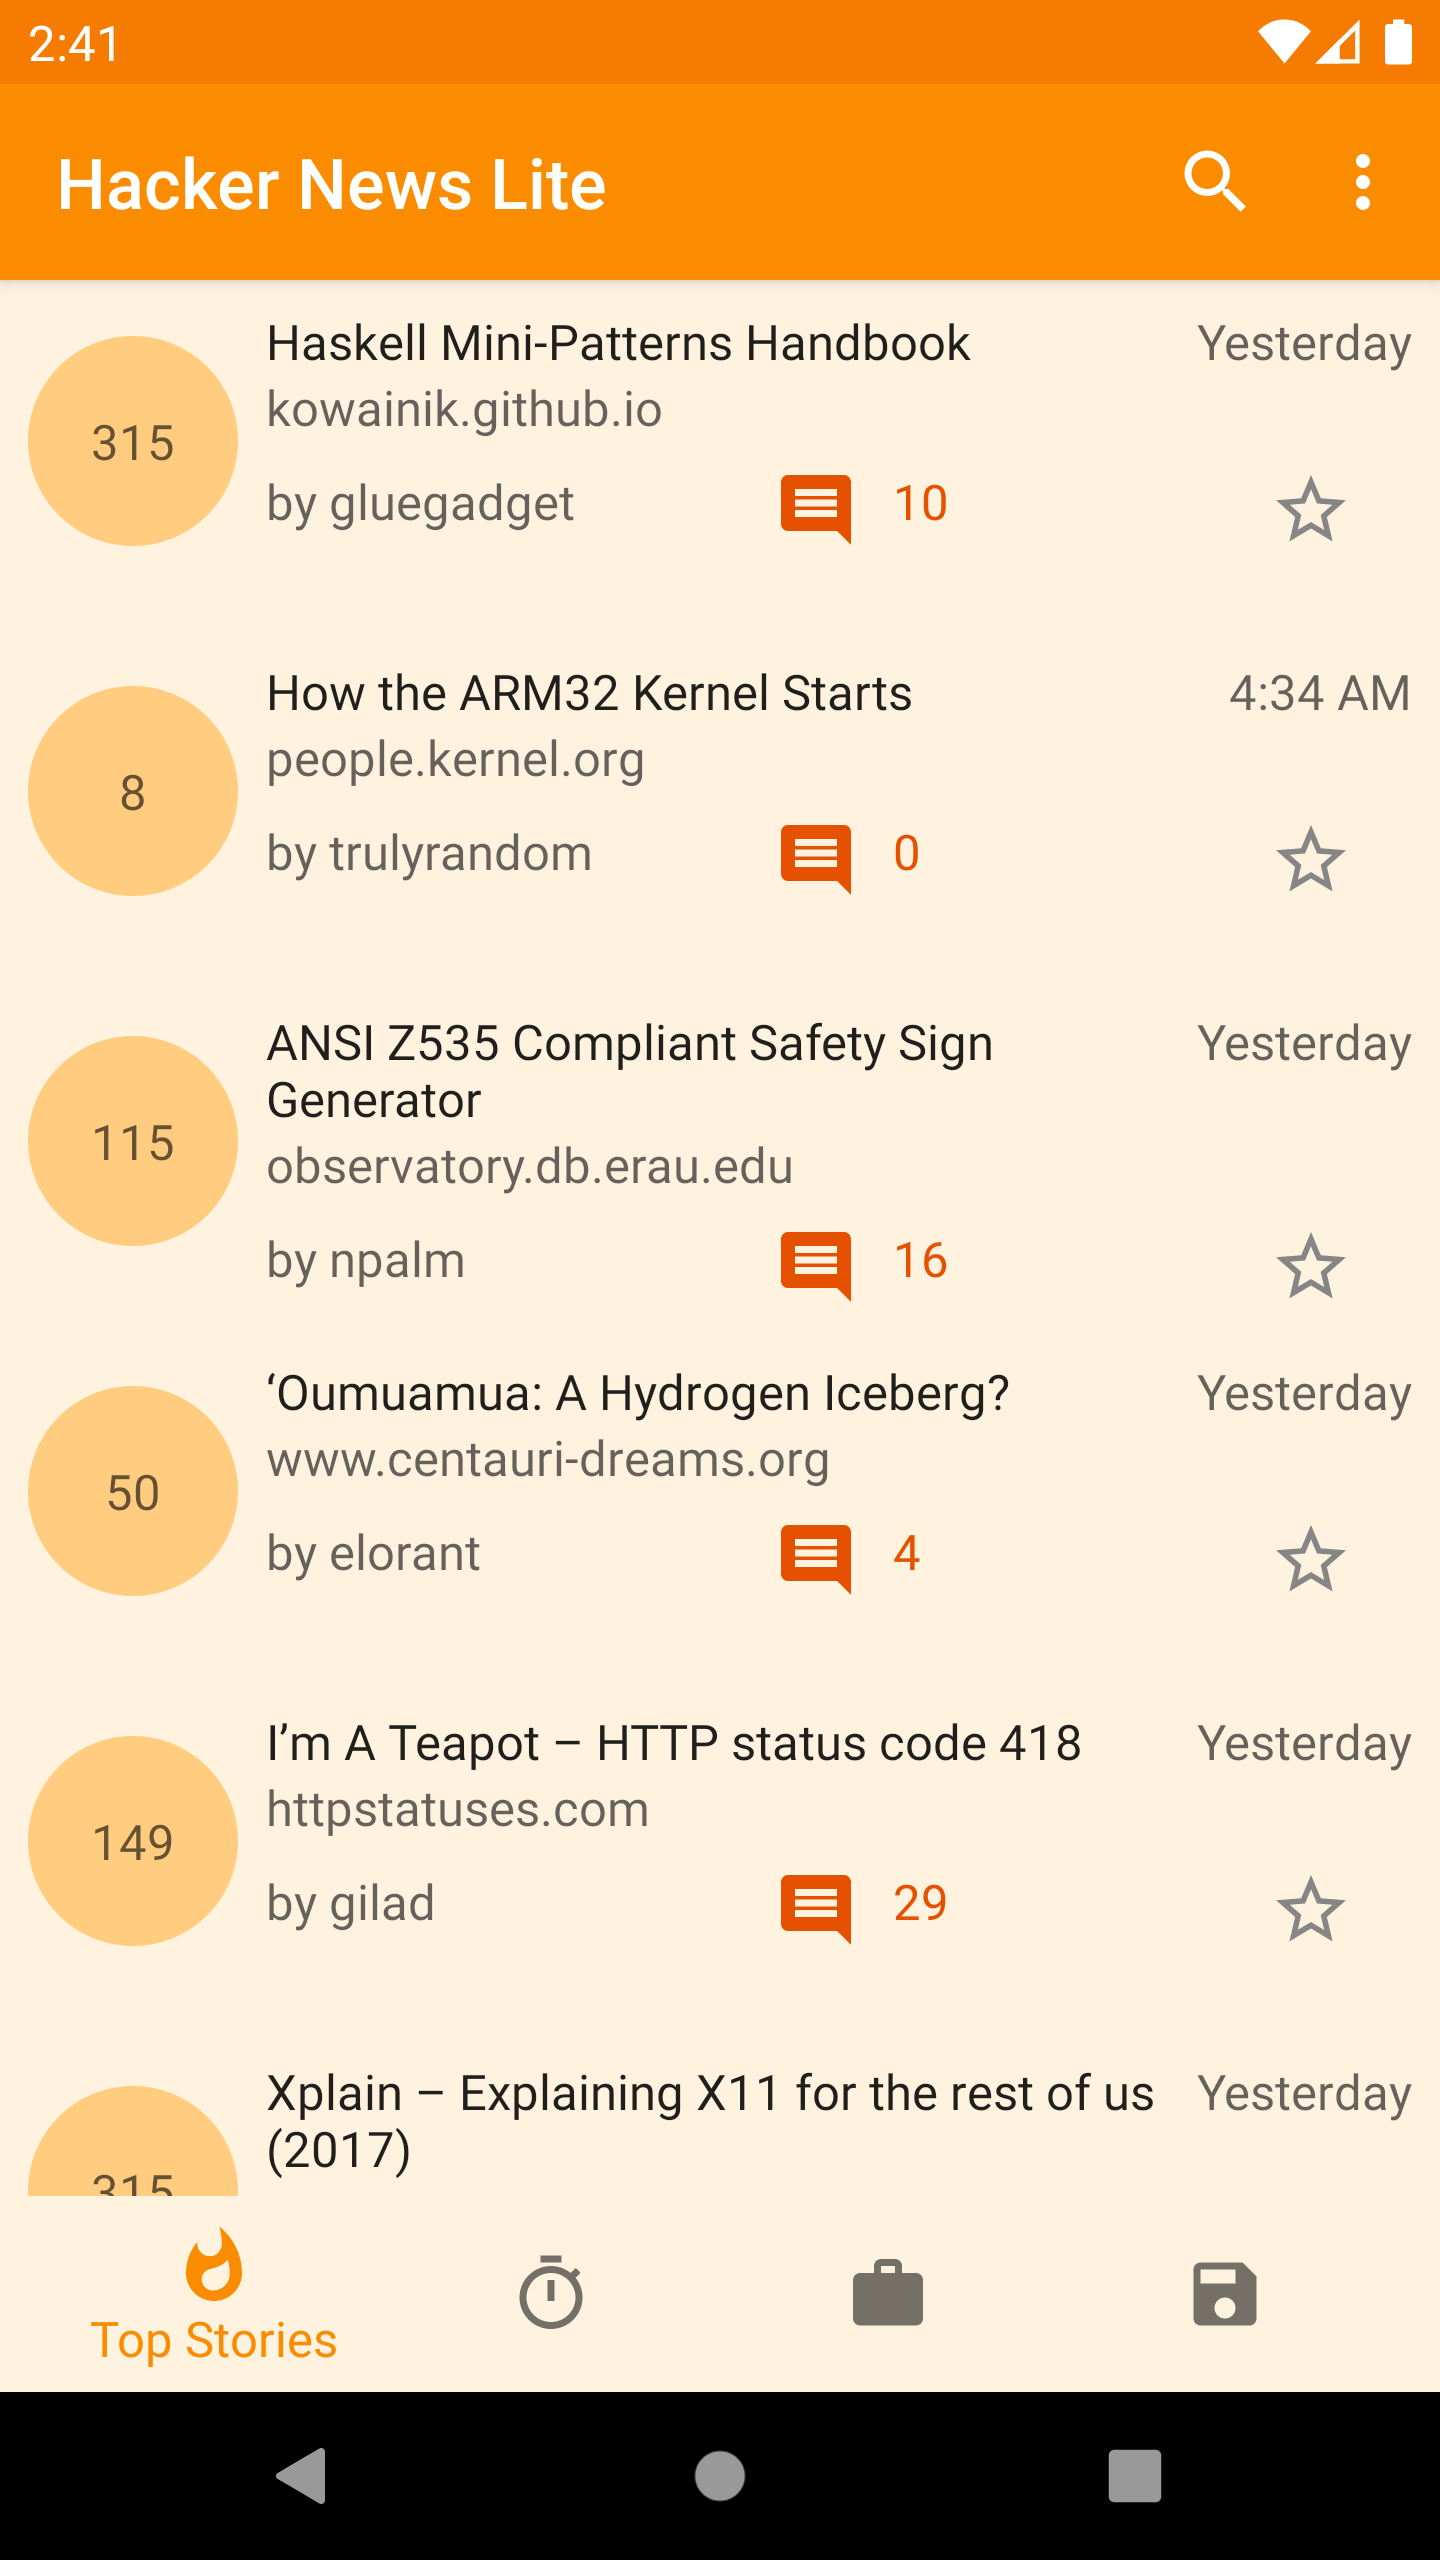 2:41
Hacker News Lite
315
Haskell Mini-Patterns Handbook
Yesterday
kowainik.github.io
by gluegadget
10
8
How the ARM32 Kernel Starts
4:34 AM
people.kernel.org
by trulyrandom
0
115
ANSI Z535 Compliant Safety Sign
Generator
Yesterday
observatory.db.erau.edu
by npalm
16
50
‘Oumuamua: A Hydrogen Iceberg?
Yesterday
www.centauri-dreams.org
by elorant
4
149
I’m A Teapot – HTTP status code 418
Yesterday
httpstatuses.com
by gilad
29
315
Xplain – Explaining X11 for the rest of us
(2017)
Yesterday
Top Stories